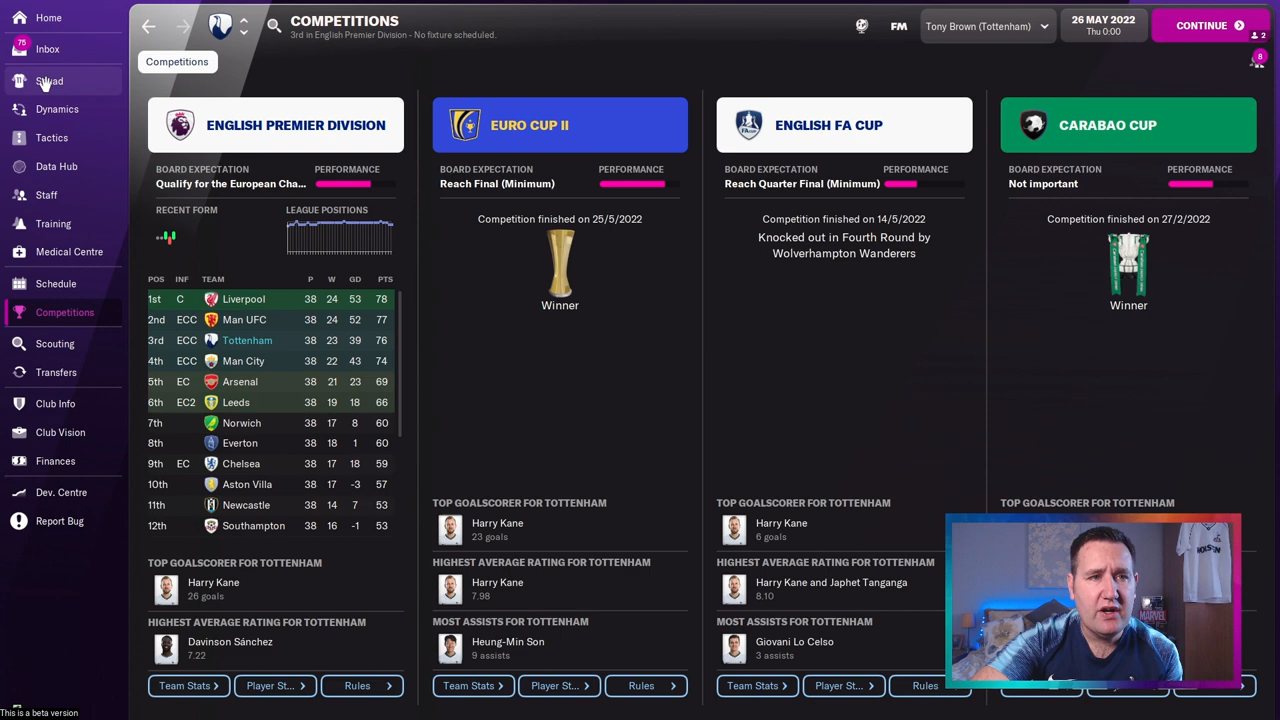 Home
75
Inbox
Squad
Dynamics
Tactics
Data Hub
Staff
Training
Medical Centre
Schedule
Competitions
Scouting
Transfers
Club Info
Club Vision
Finances
Dev. Centre
Report Bug
This is a beta version
COMPETITIONS
3rd in English Premier Division - No fixture scheduled.
FM
Tony Brown (Tottenham)
26 MAY 2022
Thu 0:00
CONTINUE
2
8
Competitions
ENGLISH PREMIER DIVISION
BOARD EXPECTATION PERFORMANCE
Qualify for the European Cha...
RECENT FORM LEAGUE POSITIONS
POS INF TEAM P W GD PTS
1st C Liverpool 38 24 53 78
2nd ECC Man UFC 38 24 52 77
3rd ECC Tottenham 38 23 39 76
4th ECC Man City 38 22 43 74
5th EC Arsenal 38 21 23 69
6th EC2 Leeds 38 19 18 66
7th Norwich 38 17 8 60
8th Everton 38 18 1 60
9th EC Chelsea 38 17 18 59
10th Aston Villa 38 17 -3 57
11th Newcastle 38 14 7 53
12th Southampton 38 16 -1 53
TOP GOALSCORER FOR TOTTENHAM
Harry Kane
26 goals
HIGHEST AVERAGE RATING FOR TOTTENHAM
Davinson Sánchez
7.22
Team Stats Player St... Rules
EURO CUP II
BOARD EXPECTATION PERFORMANCE
Reach Final (Minimum)
Competition finished on 25/5/2022
Winner
TOP GOALSCORER FOR TOTTENHAM
Harry Kane
23 goals
HIGHEST AVERAGE RATING FOR TOTTENHAM
Harry Kane
7.98
MOST ASSISTS FOR TOTTENHAM
Heung-Min Son
9 assists
Team Stats Player St... Rules
ENGLISH FA CUP
BOARD EXPECTATION PERFORMANCE
Reach Quarter Final (Minimum)
Competition finished on 14/5/2022
Knocked out in Fourth Round by
Wolverhampton Wanderers
TOP GOALSCORER FOR TOTTENHAM
Harry Kane
6 goals
HIGHEST AVERAGE RATING FOR TOTTENHAM
Harry Kane and Japhet Tanganga
8.10
MOST ASSISTS FOR TOTTENHAM
Giovani Lo Celso
3 assists
Team Stats Player St... Rules
CARABAO CUP
BOARD EXPECTATION PERFORMANCE
Not important
Competition finished on 27/2/2022
Winner
TOP GOALSCORER FOR TOTTENHAM
HOLSTEN
MARVEL